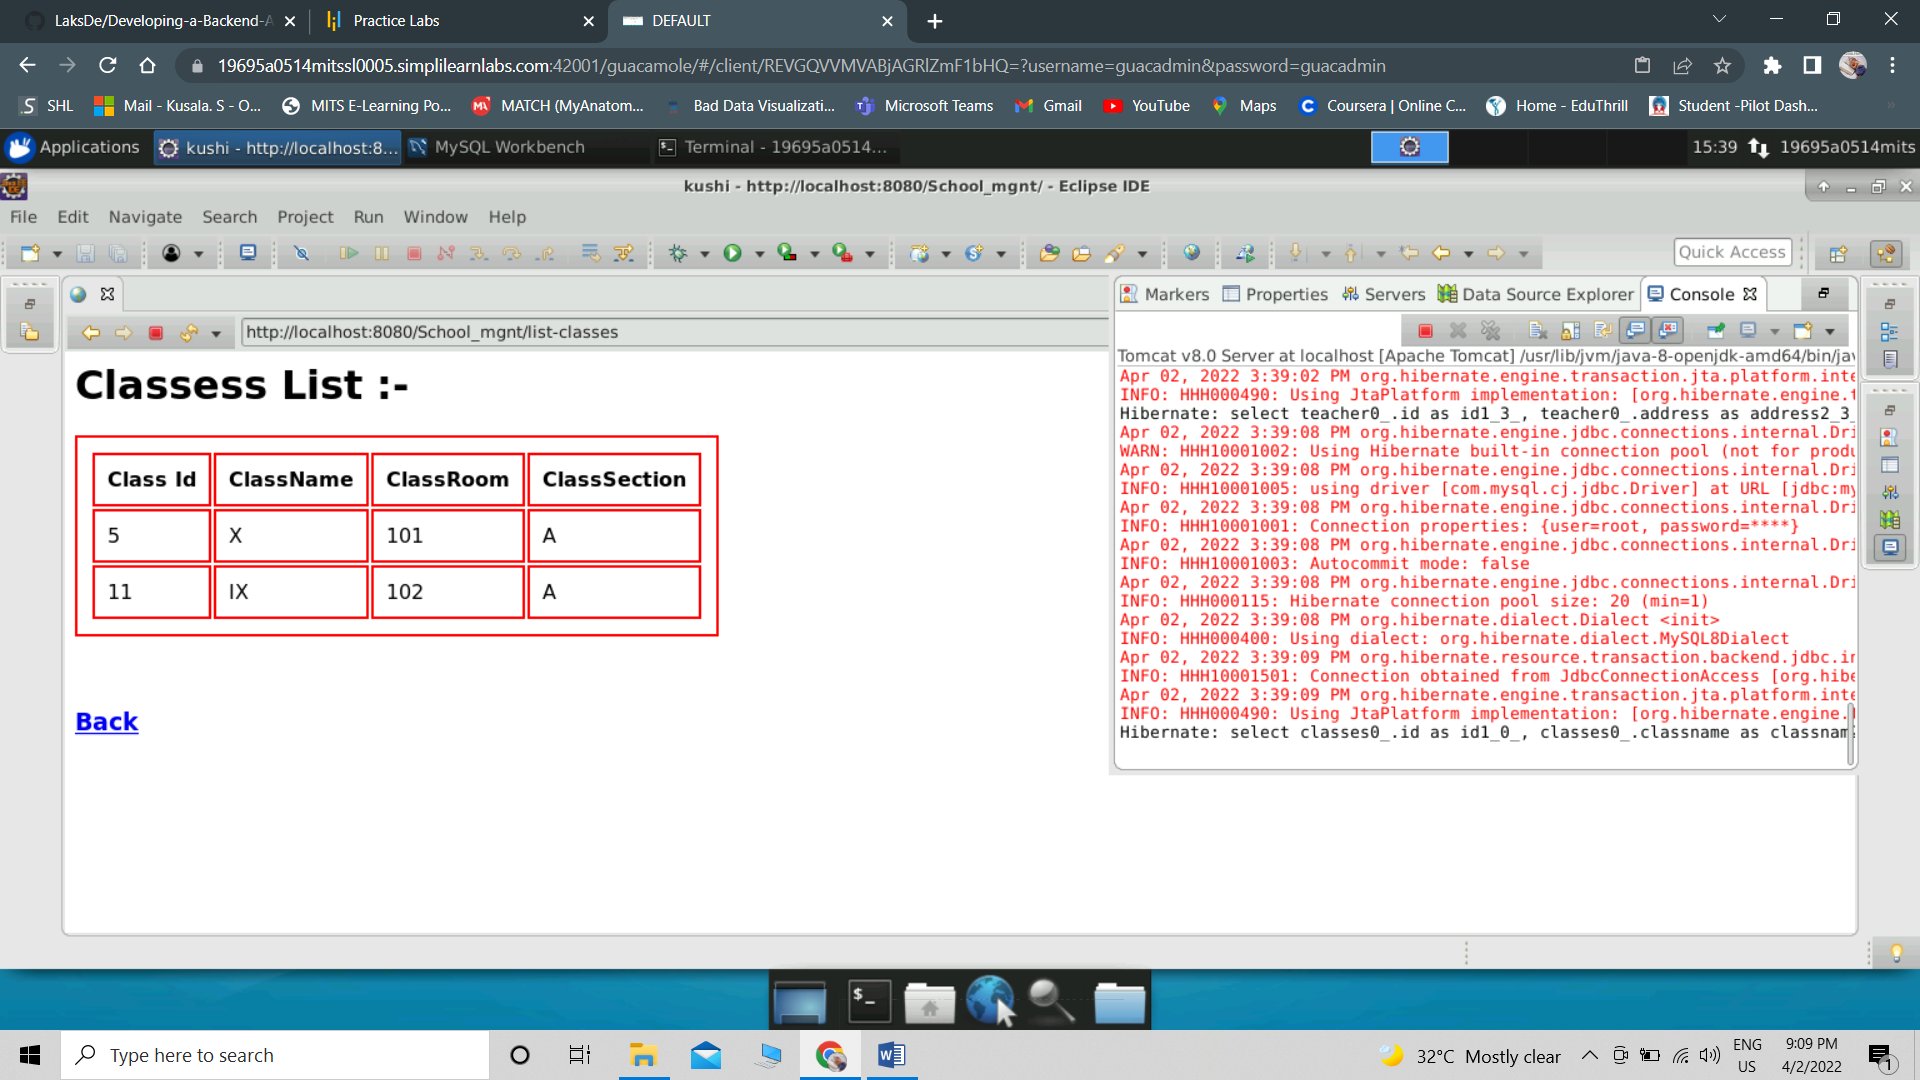 LaksDe/Developing-a-Backend-A
Practice Labs
DEFAULT
19695a0514mitssl0005.simplilearnlabs.com:42001/guacamole/#/client/REVGQVVMVABjAGRlZmF1bHQ=?username=guacadmin&password=guacadmin
SHL
Mail - Kusala. S - O...
MITS E-Learning Po...
MATCH (MyAnatom...
Bad Data Visualizati...
Microsoft Teams
Gmail
YouTube
Maps
Coursera | Online C...
Home - EduThrill
Student -Pilot Dash...
Applications
kushi - http://localhost:8...
MySQL Workbench
Terminal - 19695a0514...
15:39
19695a0514mits
kushi - http://localhost:8080/School_mgnt/ - Eclipse IDE
File Edit Navigate Search Project Run Window Help
Quick Access
http://localhost:8080/School_mgnt/list-classes
Classess List :-
Class Id ClassName ClassRoom ClassSection
5 X 101 A
11 IX 102 A
Back
Markers Properties Servers Data Source Explorer Console
Tomcat v8.0 Server at localhost [Apache Tomcat] /usr/lib/jvm/java-8-openjdk-amd64/bin/jav
Apr 02, 2022 3:39:02 PM org.hibernate.engine.transaction.jta.platform.inte
INFO: HHH000490: Using JtaPlatform implementation: [org.hibernate.engine.t
Hibernate: select teacher0_.id as id1_3_, teacher0_.address as address2_3_
Apr 02, 2022 3:39:08 PM org.hibernate.engine.jdbc.connections.internal.Dri
WARN: HHH10001002: Using Hibernate built-in connection pool (not for produ
Apr 02, 2022 3:39:08 PM org.hibernate.engine.jdbc.connections.internal.Dri
INFO: HHH10001005: using driver [com.mysql.cj.jdbc.Driver] at URL [jdbc:my
Apr 02, 2022 3:39:08 PM org.hibernate.engine.jdbc.connections.internal.Dri
INFO: HHH10001001: Connection properties: {user=root, password=****}
Apr 02, 2022 3:39:08 PM org.hibernate.engine.jdbc.connections.internal.Dri
INFO: HHH10001003: Autocommit mode: false
Apr 02, 2022 3:39:08 PM org.hibernate.engine.jdbc.connections.internal.Dri
INFO: HHH000115: Hibernate connection pool size: 20 (min=1)
Apr 02, 2022 3:39:08 PM org.hibernate.dialect.Dialect <init>
INFO: HHH000400: Using dialect: org.hibernate.dialect.MySQL8Dialect
Apr 02, 2022 3:39:09 PM org.hibernate.resource.transaction.backend.jdbc.in
INFO: HHH10001501: Connection obtained from JdbcConnectionAccess [org.hibe
Apr 02, 2022 3:39:09 PM org.hibernate.engine.transaction.jta.platform.inte
INFO: HHH000490: Using JtaPlatform implementation: [org.hibernate.engine.
Hibernate: select classes0_.id as id1_0_, classes0_.classname as classnam
Type here to search
32°C Mostly clear
ENG
US
9:09 PM
4/2/2022
1